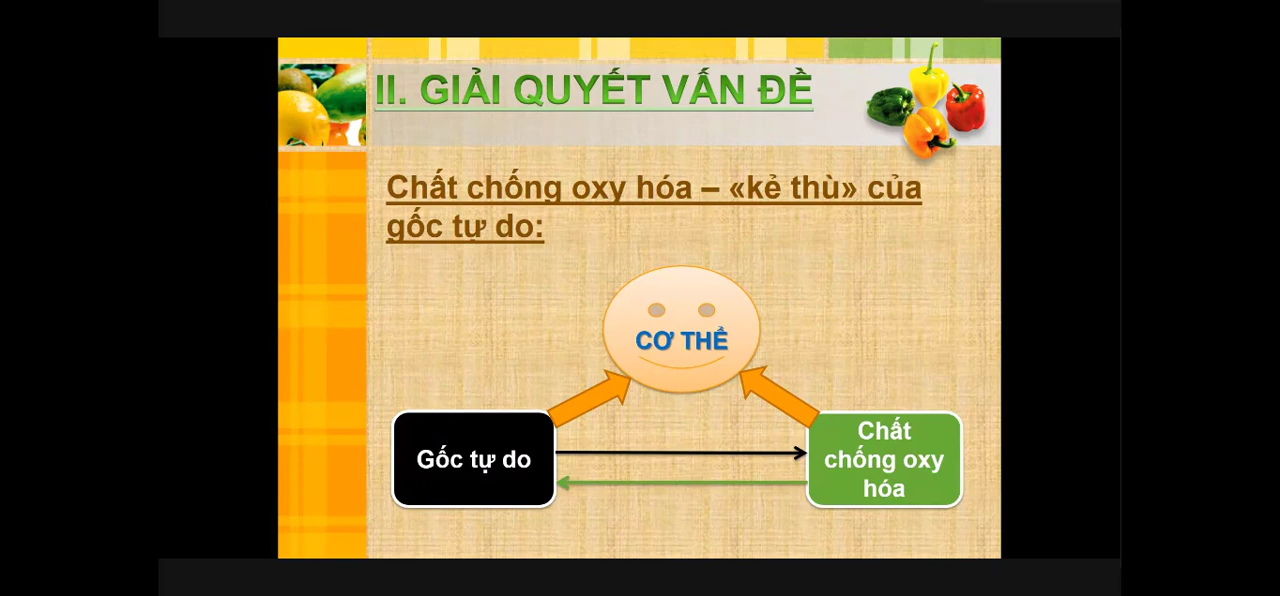 II. GIẢI QUYẾT VẤN ĐỀ
Chất chống oxy hóa – «kẻ thù» của
gốc tự do:
CƠ THỂ
Gốc tự do
Chất
chống oxy
hóa